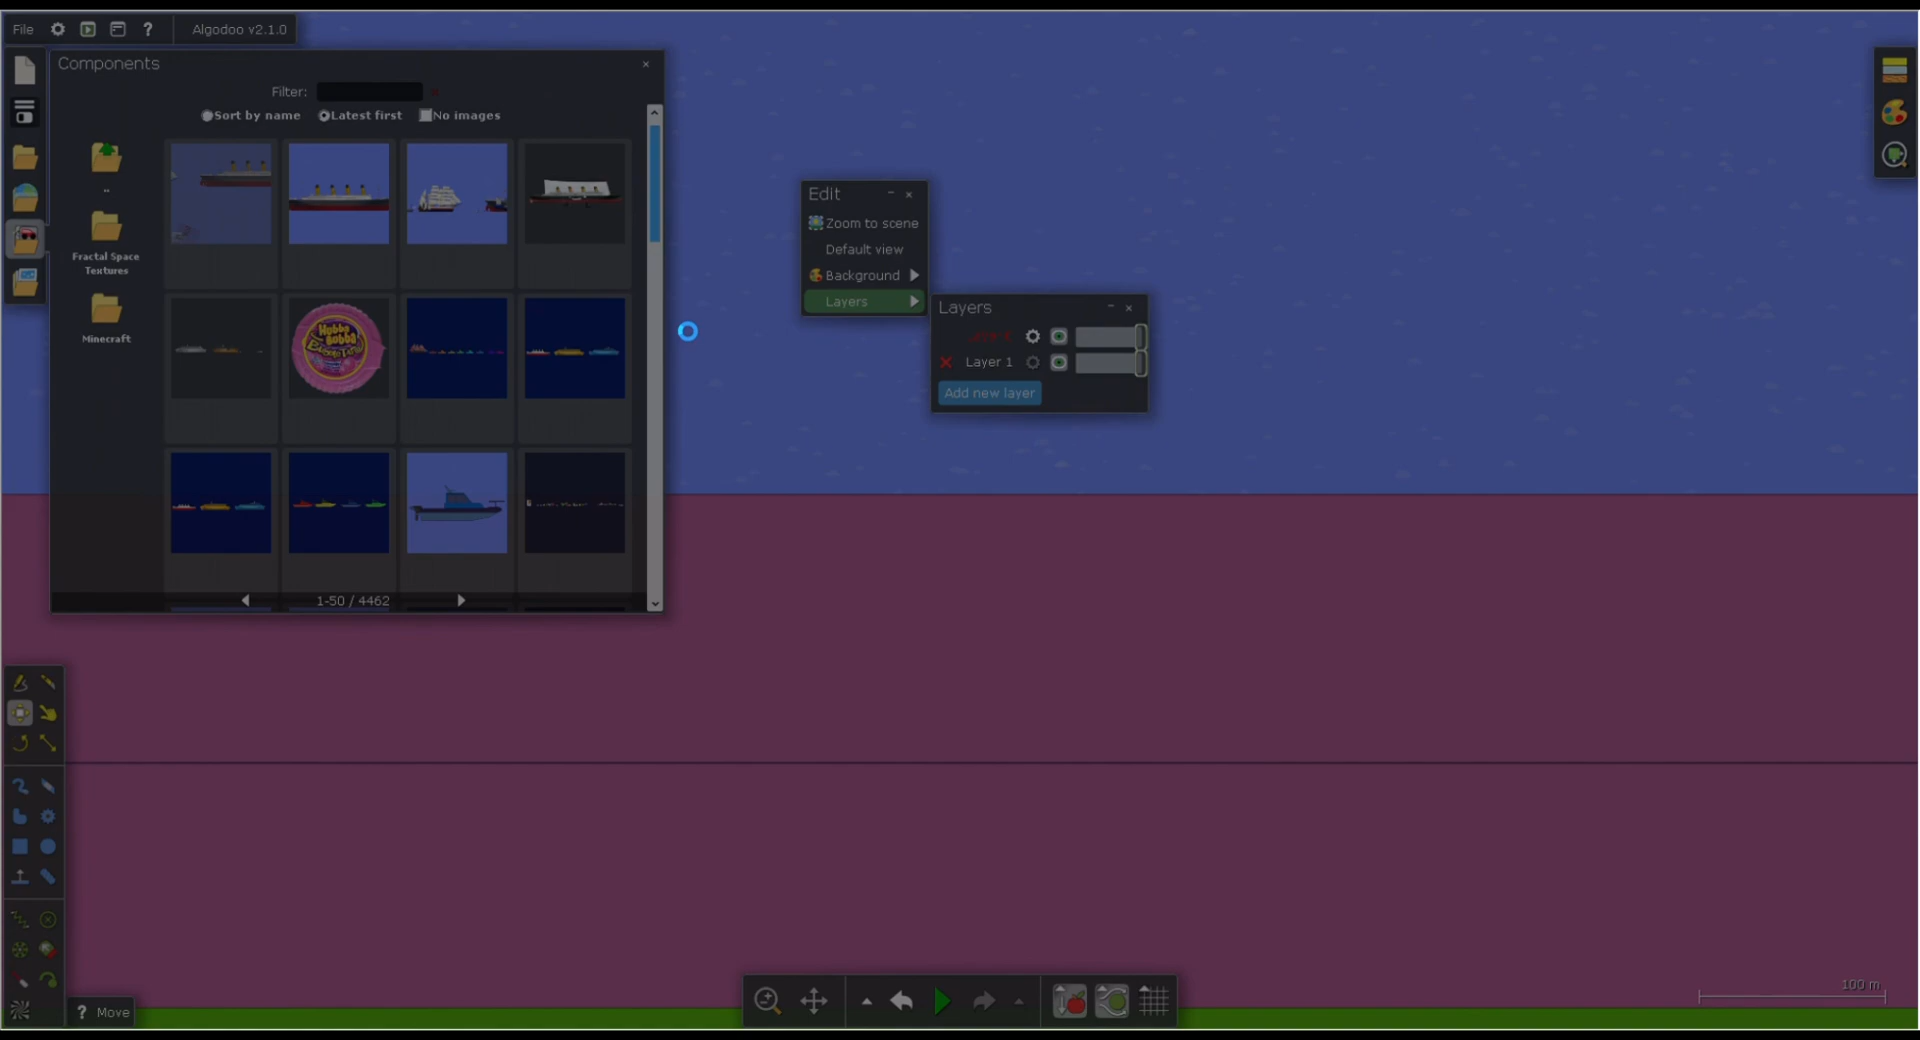 File
?
Algodoo v2.1.0
Components
Filter:
Sort by name
Latest first
No images
..
Fractal Space
Textures
Minecraft
Hubba
Bubba
1-50 / 4462
Edit
Zoom to scene
Default view
Background
Layers
Layers
Layer 1
Add new layer
? Move
100 m